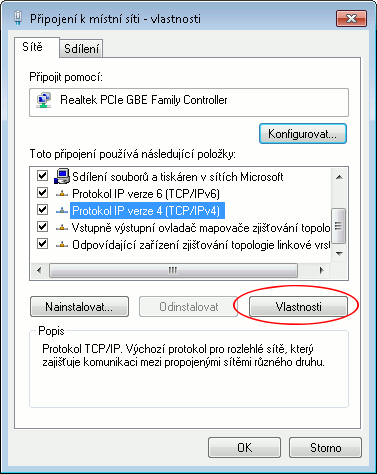 Připojení k místní síti - vlastnosti
Sítě
Sdílení
Připojit pomocí:
Realtek PCIe GBE Family Controller
Konfigurovat...
Toto připojení používá následující položky:
Sdílení souborů a tiskáren v sítích Microsoft
Protokol IP verze 6 (TCP/IPv6)
Protokol IP verze 4 (TCP/IPv4)
Vstupně výstupní ovladač mapovače zjišťování topolo
Odpovídající zařízení zjišťování topologie linkové vrst
Nainstalovat...
Odinstalovat
Vlastnosti
Popis
Protokol TCP/IP. Výchozí protokol pro rozlehlé sítě, který
zajišťuje komunikaci mezi propojenými sítěmi různého druhu.
OK
Storno